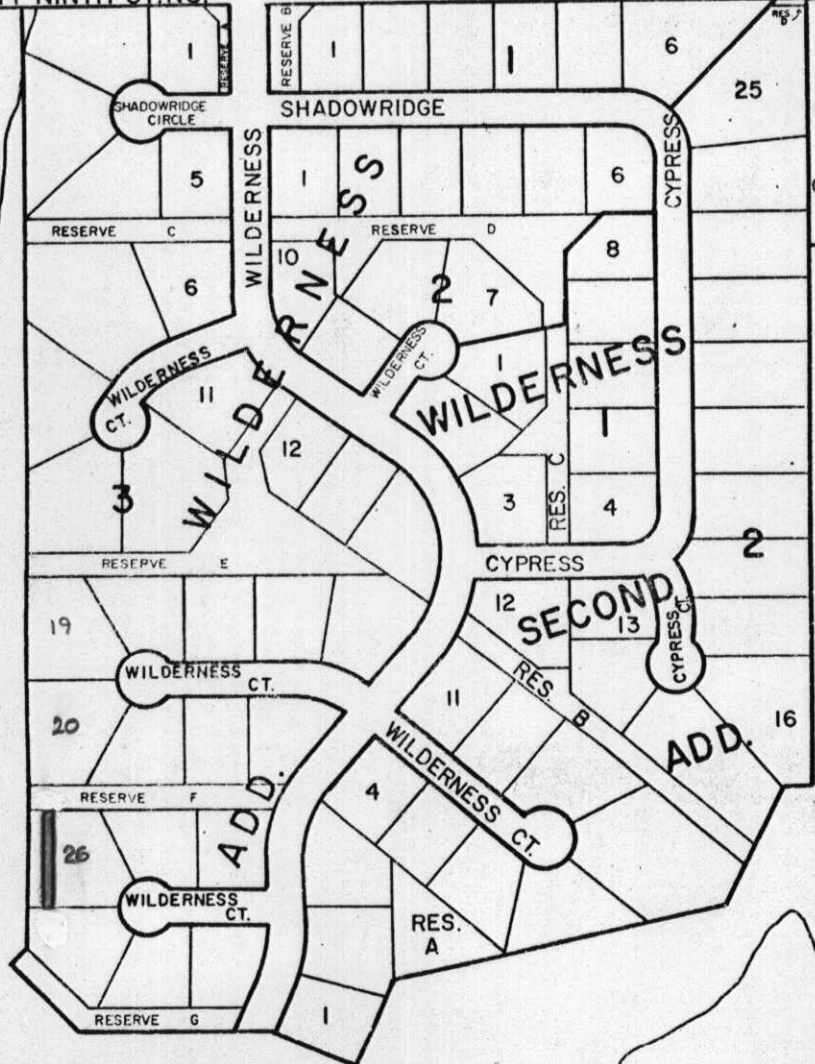 NINTH ST. NO.
RESERVE A
RESERVE B
RES. D
1
1
1
6
25
SHADOWRIDGE
CIRCLE
SHADOWRIDGE
CYPRESS
WILDERNESS
5
1
6
RESERVE C
RESERVE D
10
8
6
2
7
WILDERNESS
CT.
WILDERNESS
CT.
1
WILDERNESS
11
12
1
3
WILDERNESS
3
RES. C
4
RESERVE E
CYPRESS
2
19
12
SECOND
13
CYPRESS CT.
WILDERNESS
CT.
RES. B
11
20
16
ADD.
WILDERNESS CT.
RESERVE F
4
ADD.
26
WILDERNESS
CT.
RES.
A
RESERVE G
1